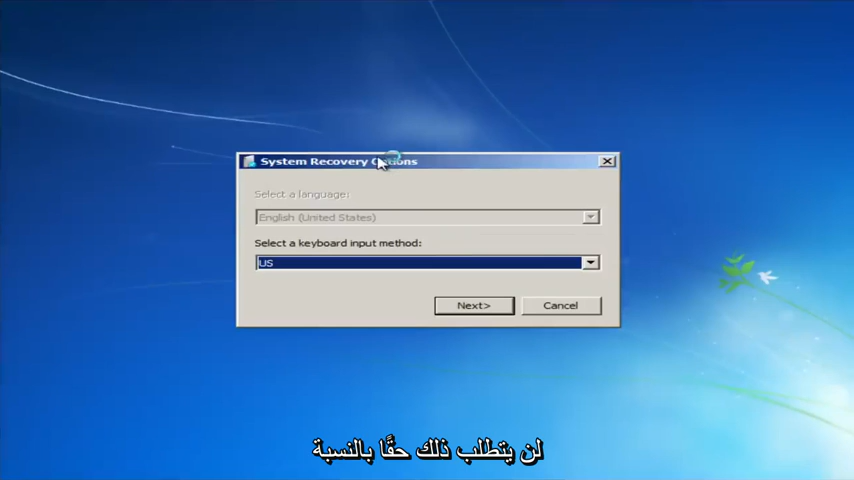 System Recovery Options
Select a language:
English (United States)
Select a keyboard input method:
US
Next>
Cancel
لن يتطلب ذلك حقًا بالنسبة